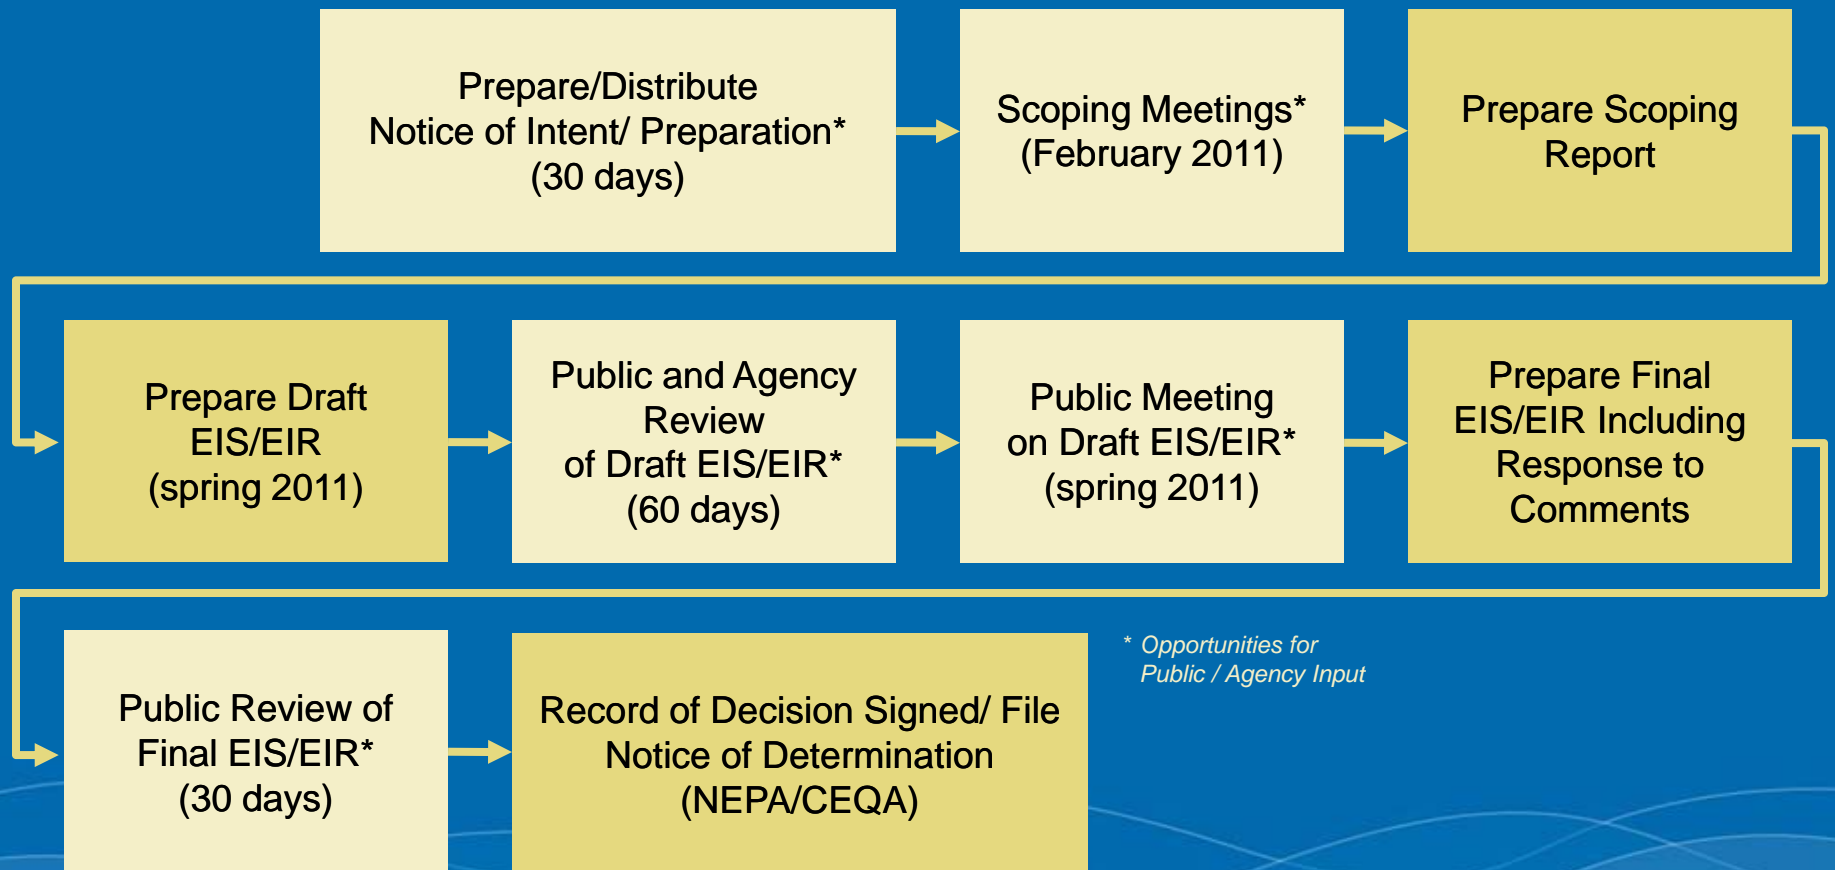 Prepare/Distribute
Notice of Intent/ Preparation*
(30 days)
Scoping Meetings*
(February 2011)
Prepare Scoping
Report
Prepare Draft
EIS/EIR
(spring 2011)
Public and Agency
Review
of Draft EIS/EIR*
(60 days)
Public Meeting
on Draft EIS/EIR*
(spring 2011)
Prepare Final
EIS/EIR Including
Response to
Comments
Public Review of
Final EIS/EIR*
(30 days)
Record of Decision Signed/ File
Notice of Determination
(NEPA/CEQA)
* Opportunities for
Public / Agency Input